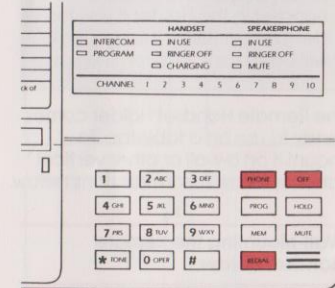 HANDSET SPEAKERPHONE
INTERCOM IN USE IN USE
PROGRAM RINGER OFF RINGER OFF
CHARGING MUTE
CHANNEL 1 2 3 4 5 6 7 8 9 10
ck of
1 2 ABC 3 DEF PHONE OFF
4 GHI 5 JKL 6 MNO PROG HOLD
7 PRS 8 TUV 9 WXY MEM MUTE
* TONE 0 OPER # REDIAL